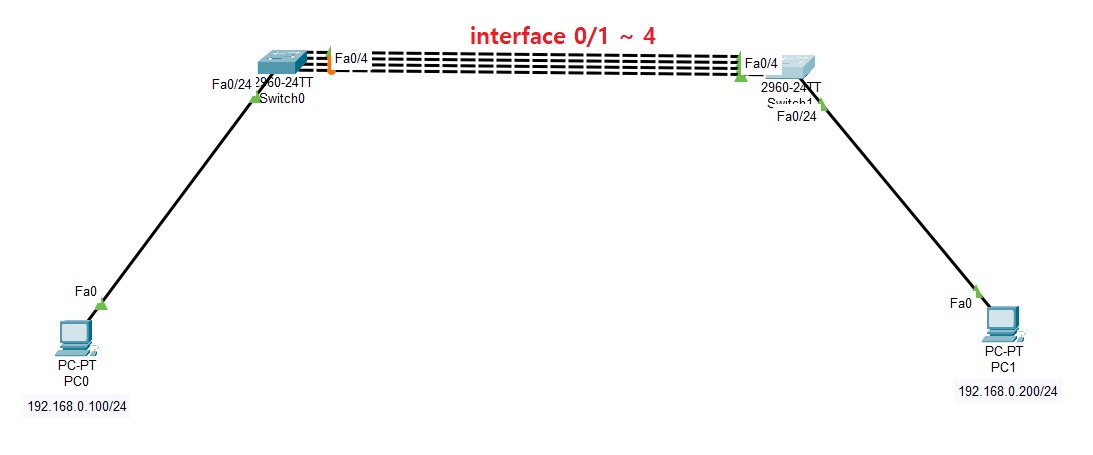 interface 0/1 ~ 4
Fa0/4
Fa0/4
Fa0/24
2960-24TT
Switch0
2960-24TT
Switch1
Fa0/24
Fa0
Fa0
PC-PT
PC0
192.168.0.100/24
PC-PT
PC1
192.168.0.200/24